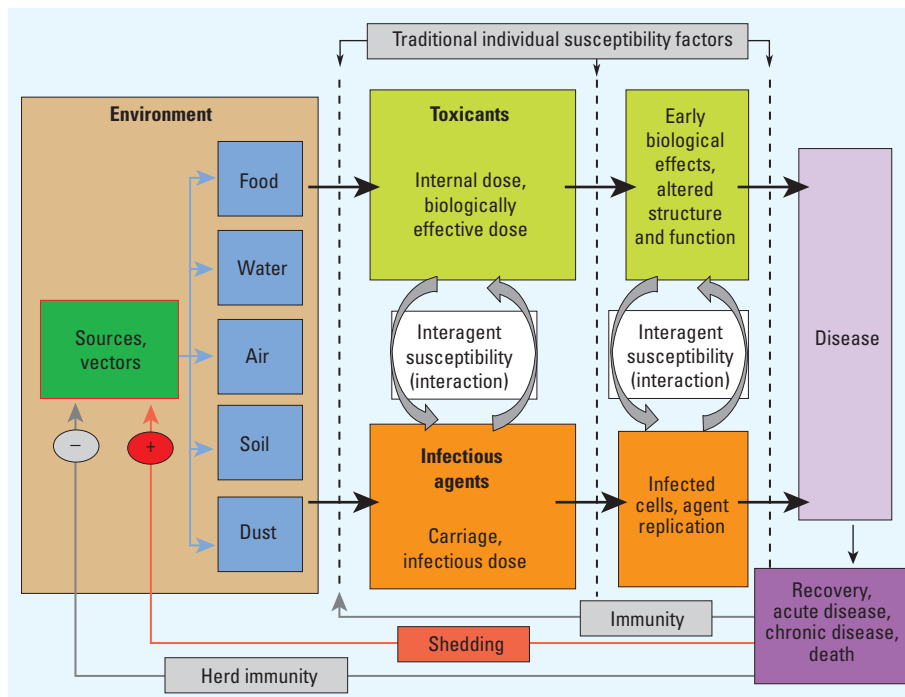 Traditional individual susceptibility factors
Environment
Food
Water
Air
Soil
Dust
Sources,
vectors
−
+
Toxicants
Internal dose,
biologically
effective dose
Early
biological
effects,
altered
structure
and function
Interagent
susceptibility
(interaction)
Interagent
susceptibility
(interaction)
Infectious
agents
Carriage,
infectious dose
Infected
cells, agent
replication
Disease
Recovery,
acute disease,
chronic disease,
death
Immunity
Shedding
Herd immunity